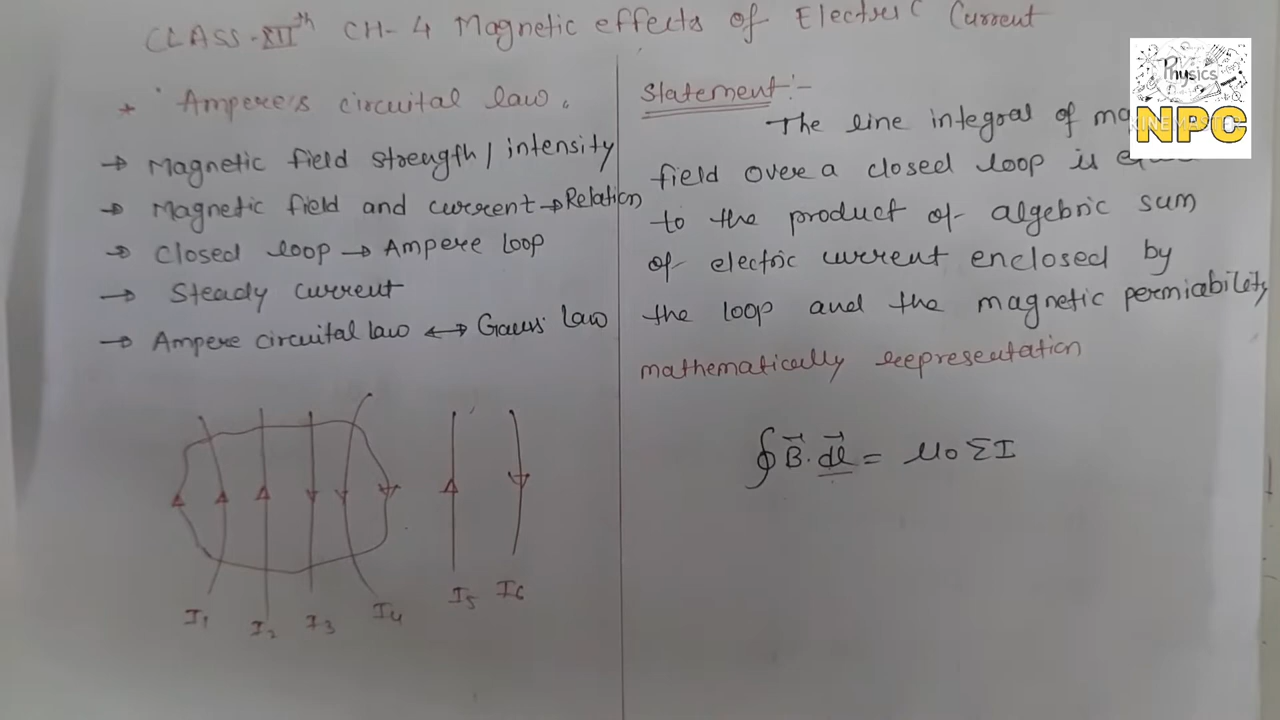 CLASS-XIIth CH-4 Magnetic effects of Electric Current
* Ampere's circuital law.
→ Magnetic field strength / intensity
→ Magnetic field and current → Relation
→ Closed loop → Ampere loop
→ Steady current
→ Ampere circuital law ↔ Gauss' law
I1 I2 I3 I4 I5 I6
Statement:-
The line integral of
field over a closed loop is
to the product of algebric sum
of electric current enclosed by
the loop and the magnetic permiability
mathematically representation
∮ B⃗. d⃗l = μ0 ΣI
Physics
NPC